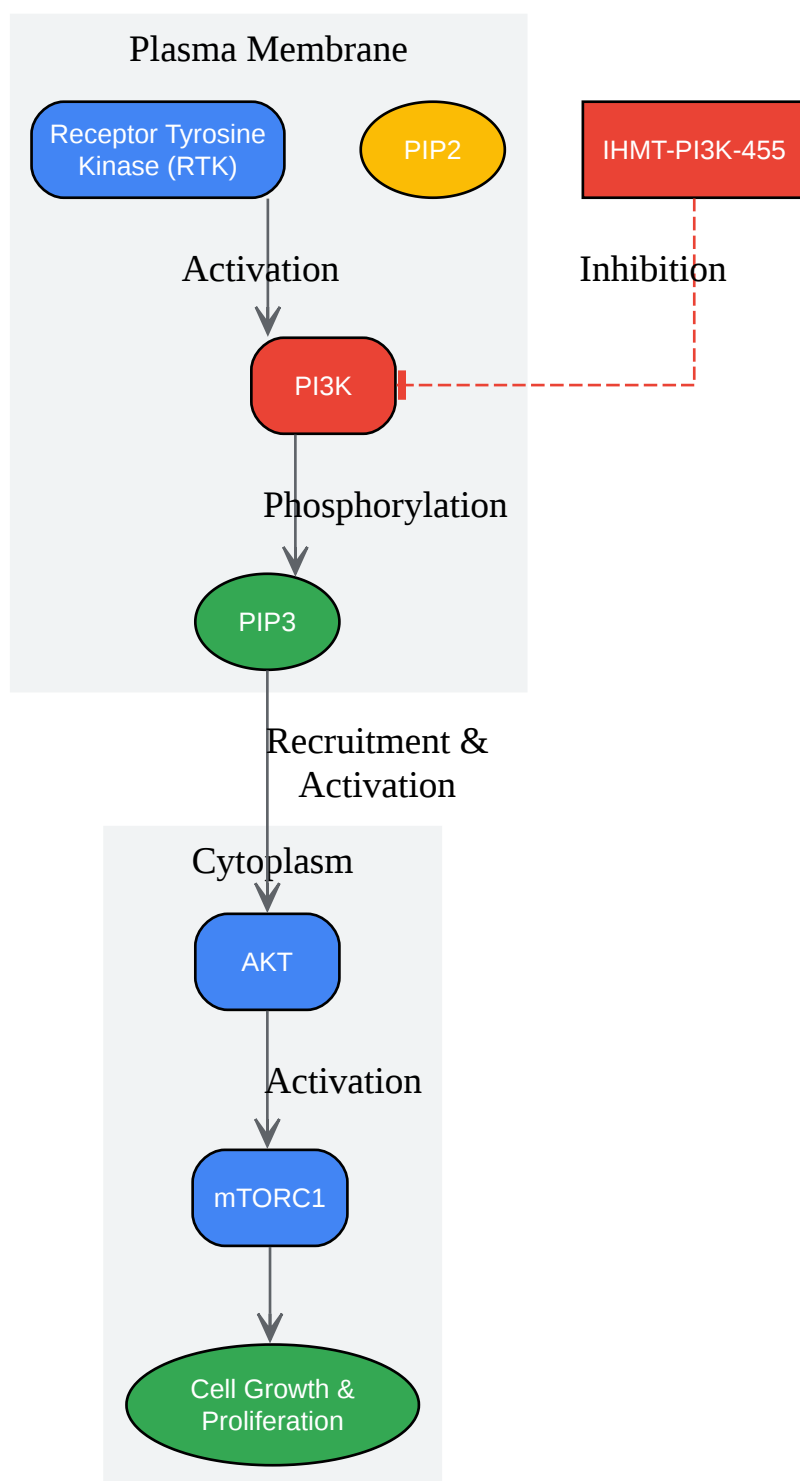 Plasma Membrane
Receptor Tyrosine
Kinase (RTK)
PIP2
IHMT-PI3K-455
Activation
Inhibition
PI3K
Phosphorylation
PIP3
Recruitment &
Activation
Cytoplasm
AKT
Activation
mTORC1
Cell Growth &
Proliferation